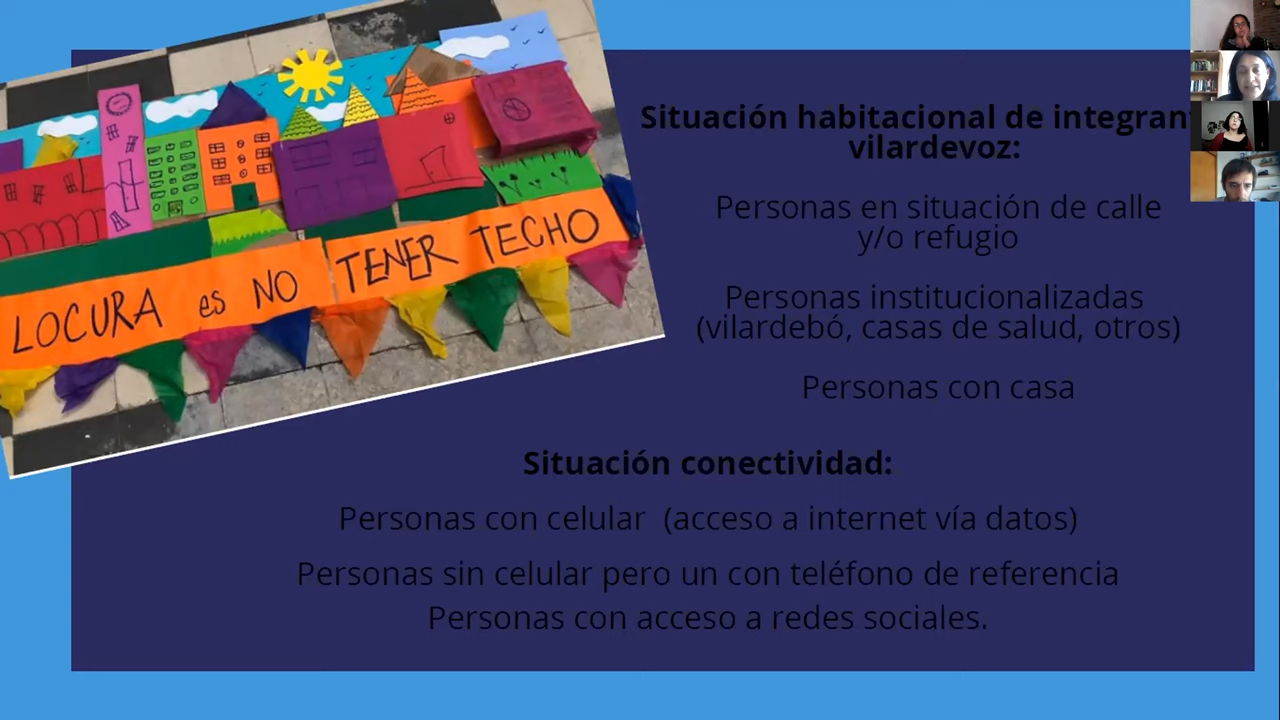 LOCURA es NO TENER TECHO
Situación habitacional de
vilardevoz:
Personas en situación de calle
y/o refugio
Personas institucionalizadas
(vilardebó, casas de salud, otros)
Personas con casa
Situación conectividad:
Personas con celular (acceso a internet vía datos)
Personas sin celular pero un con teléfono de referencia
Personas con acceso a redes sociales.